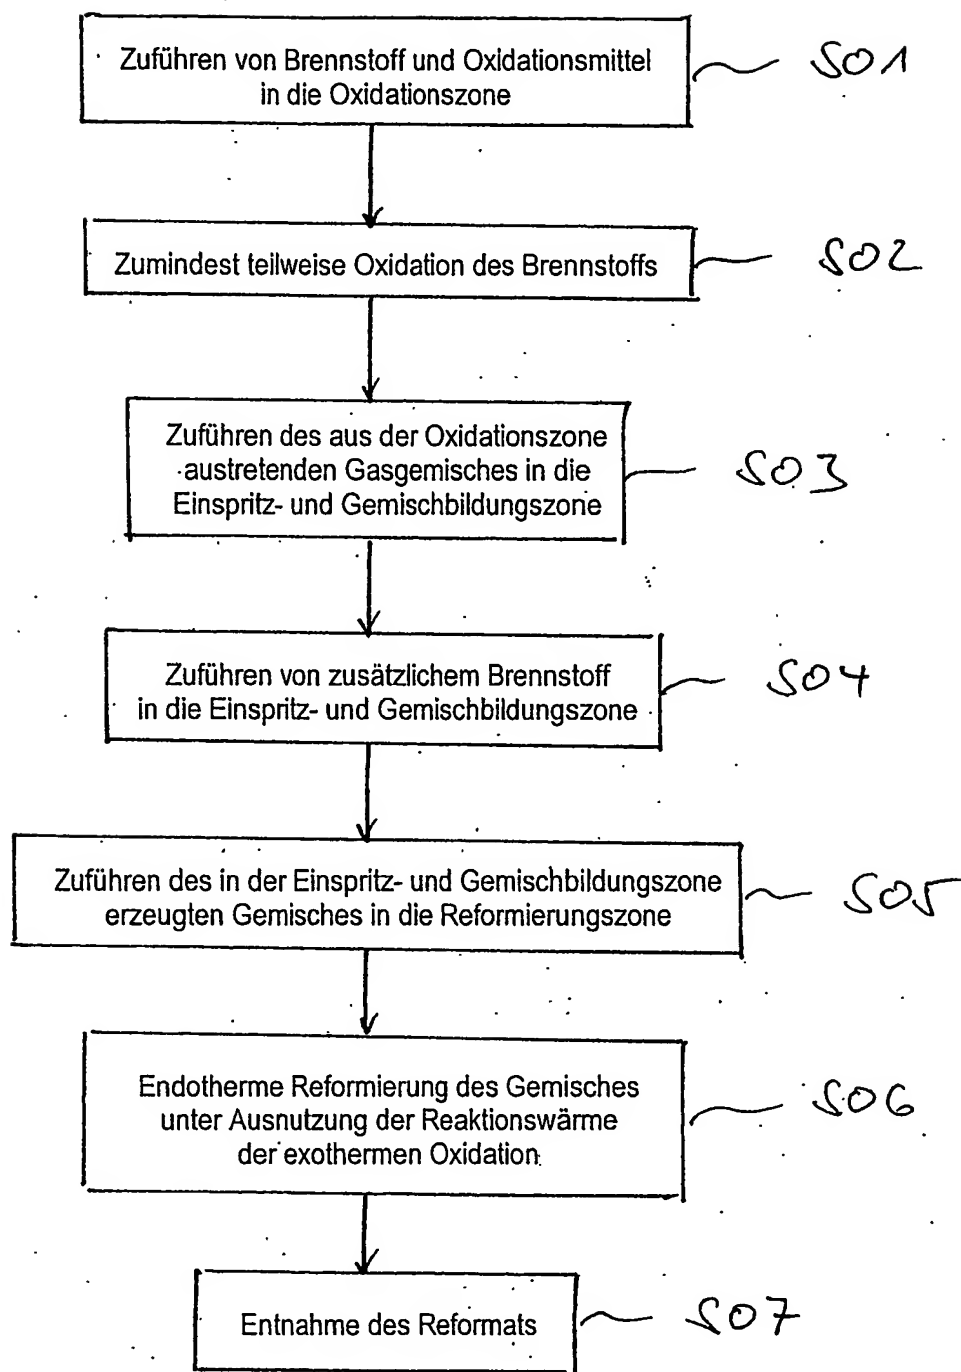 Zuführen von Brennstoff und Oxidationsmittel
in die Oxidationszone
S01
Zumindest teilweise Oxidation des Brennstoffs
S02
Zuführen des aus der Oxidationszone
austretenden Gasgemisches in die
Einspritz- und Gemischbildungszone
S03
Zuführen von zusätzlichem Brennstoff
in die Einspritz- und Gemischbildungszone
S04
Zuführen des in der Einspritz- und Gemischbildungszone
erzeugten Gemisches in die Reformierungszone
S05
Endotherme Reformierung des Gemisches
unter Ausnutzung der Reaktionswärme
der exothermen Oxidation
S06
Entnahme des Reformats
S07